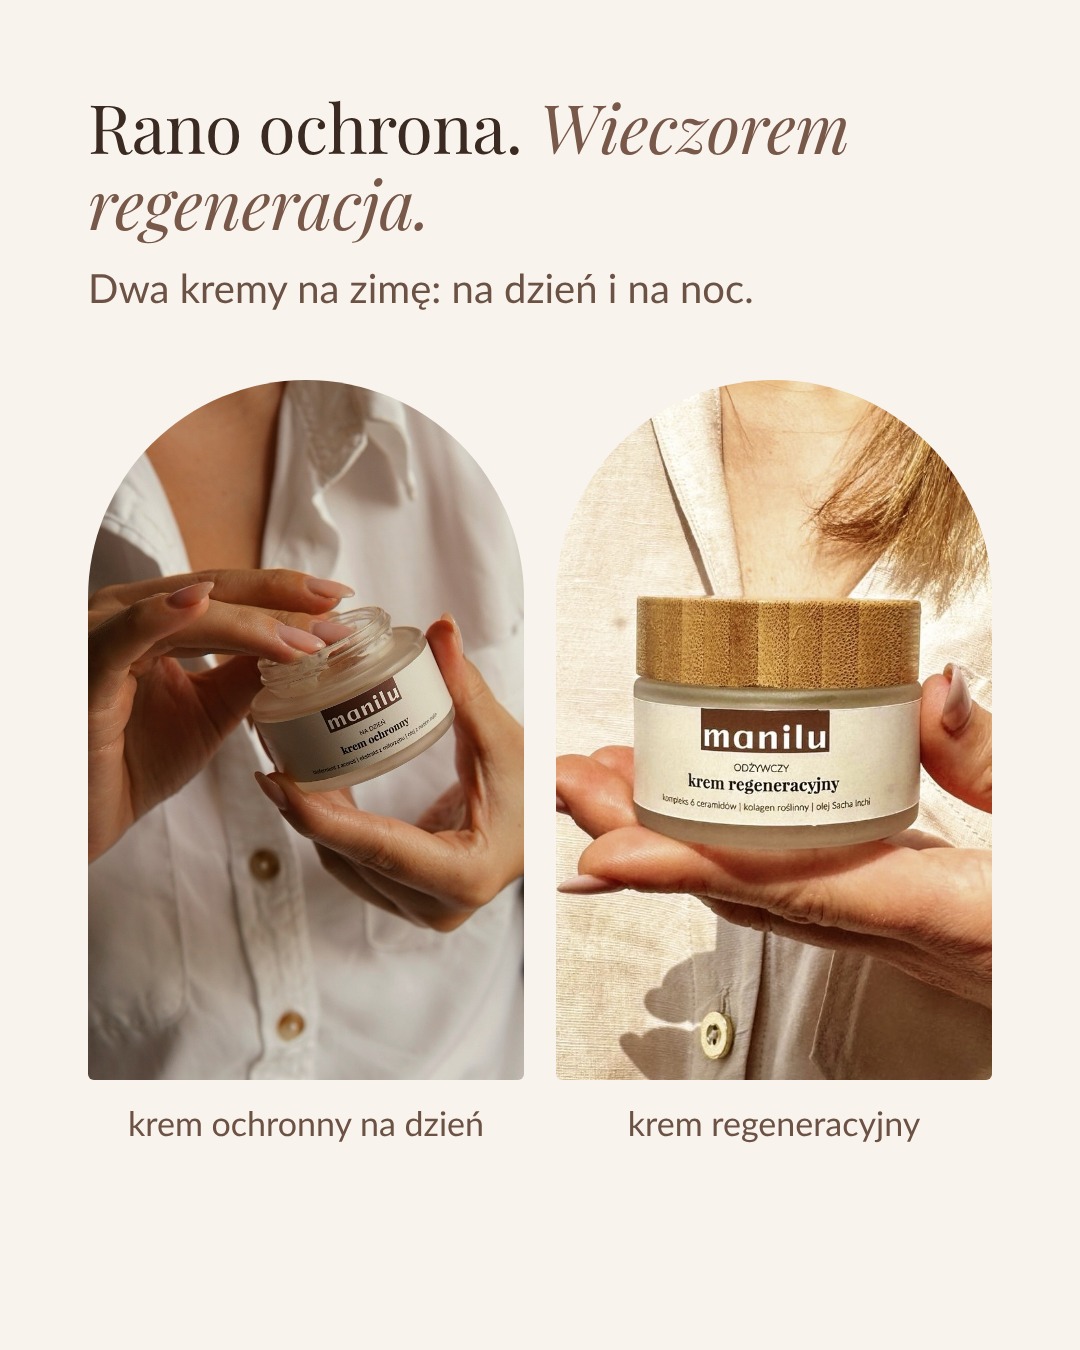 Rano ochrona. Wieczorem
regeneracja.
Dwa kremy na zimę: na dzień i na noc.
manilu
NA DZIEŃ
krem ochronny
manilu
ODŻYWCZY
krem regeneracyjny
kompleks 6 ceramidów | kolagen roślinny | olej Sacha Inchi
krem ochronny na dzień
krem regeneracyjny